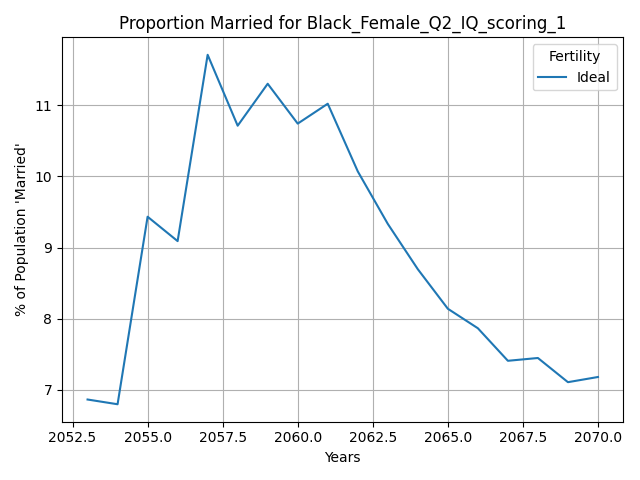 Proportion Married for Black_Female_Q2_IQ_scoring_1
Fertility
Ideal
% of Population 'Married'
11
10
9
8
7
2052.5 2055.0 2057.5 2060.0 2062.5 2065.0 2067.5 2070.0
Years